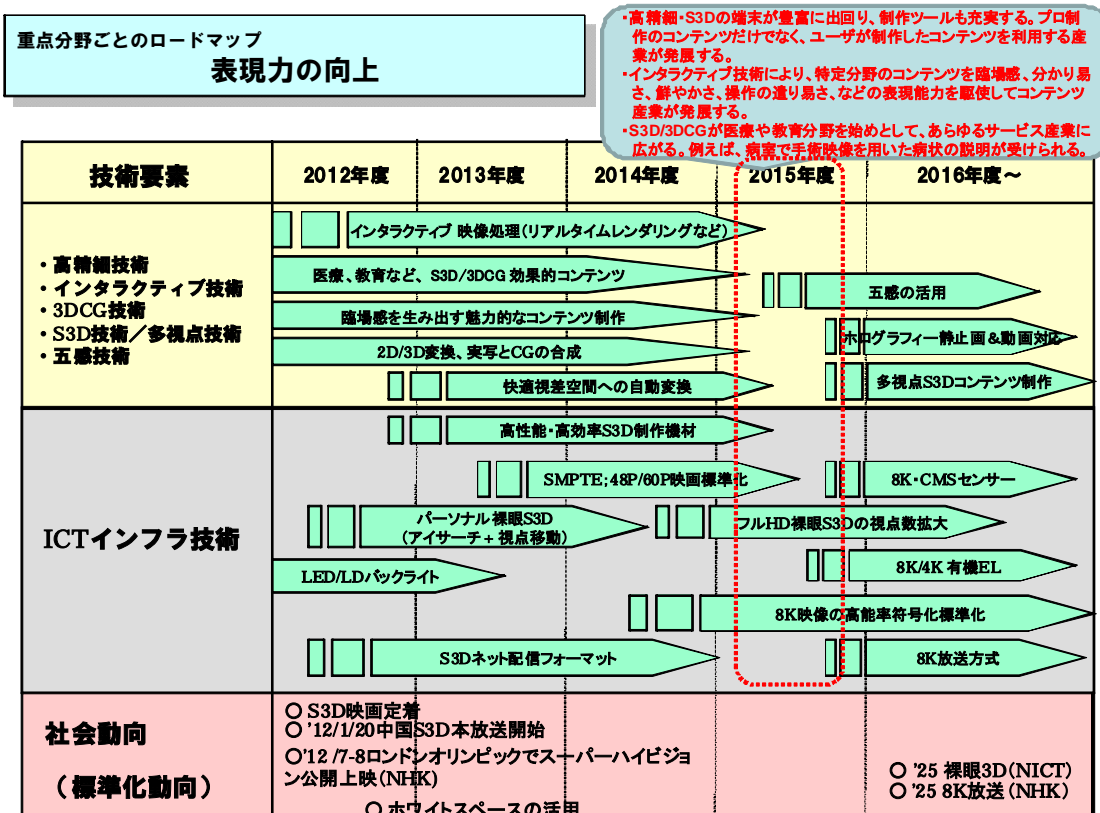 重点分野ごとのロードマップ
表現力の向上
・高精細・S3Dの端末が豊富に出回り、制作ツールも充実する。プロ制
作のコンテンツだけでなく、ユーザが制作したコンテンツを利用する産
業が発展する。
・インタラクティブ技術により、特定分野のコンテンツを臨場感、分かり易
さ、鮮やかさ、操作の遣り易さ、などの表現能力を駆使してコンテンツ
産業が発展する。
・S3D/3DCGが医療や教育分野を始めとして、あらゆるサービス産業に
広がる。例えば、病室で手術映像を用いた病状の説明が受けられる。
技術要素
2012年度
2013年度
2014年度
2015年度
2016年度～
・高精細技術
・インタラクティブ技術
・3DCG技術
・S3D技術／多視点技術
・五感技術
インタラクティブ 映像処理(リアルタイムレンダリングなど)
医療、教育など、S3D/3DCG 効果的コンテンツ
五感の活用
臨場感を生み出す魅力的なコンテンツ制作
ホログラフィー静止画＆動画対応
2D/3D変換、実写とCGの合成
快適視差空間への自動変換
多視点S3Dコンテンツ制作
ICTインフラ技術
高性能・高効率S3D制作機材
SMPTE;48P/60P映画標準化
8K・CMSセンサー
パーソナル裸眼S3D
(アイサーチ + 視点移動)
フルHD裸眼S3Dの視点数拡大
LED/LDバックライト
8K/4K 有機EL
8K映像の高能率符号化標準化
S3Dネット配信フォーマット
8K放送方式
社会動向
（標準化動向）
○ S3D映画定着
○ '12/1/20中国S3D本放送開始
○'12 /7-8ロンドンオリンピックでスーパーハイビジョ
ン公開上映(NHK)
○ ホワイトスペースの活用
○ '25 裸眼3D(NICT)
○ '25 8K放送(NHK)